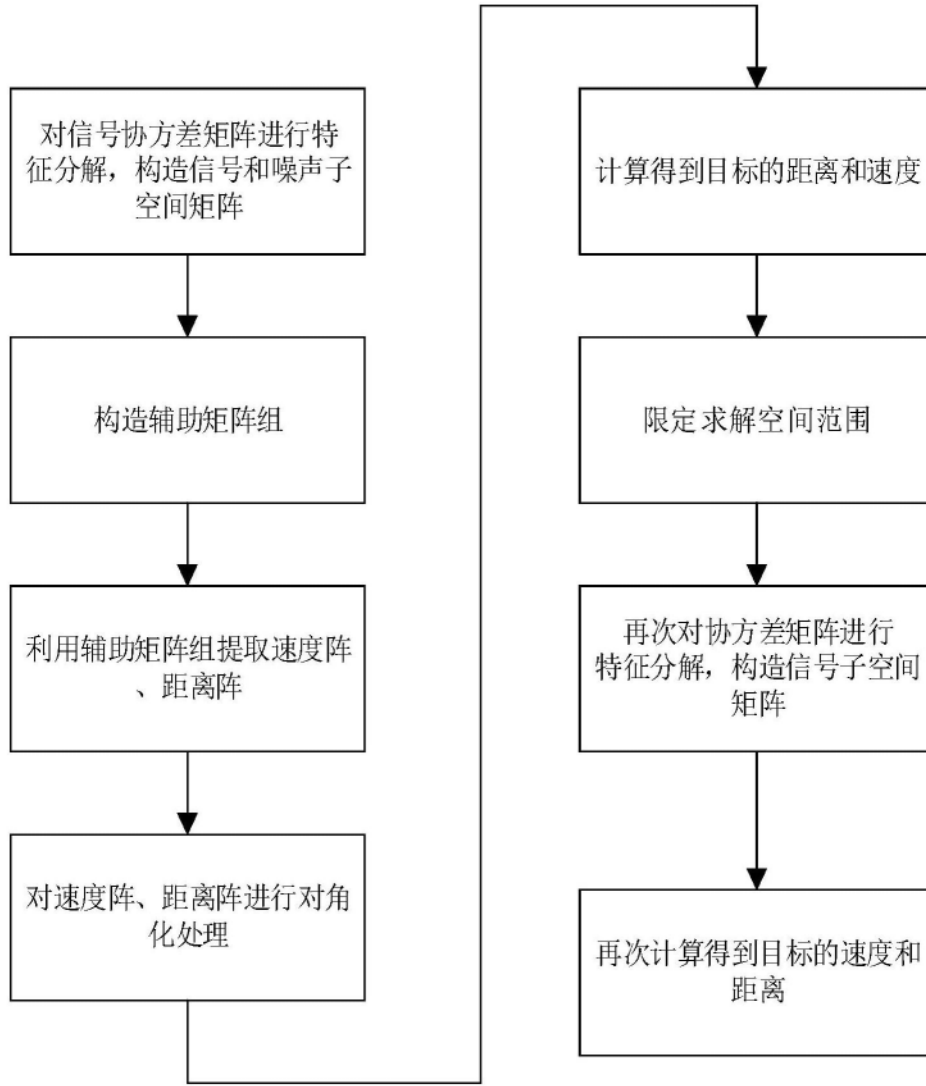 对信号协方差矩阵进行特
征分解，构造信号和噪声子
空间矩阵
构造辅助矩阵组
利用辅助矩阵组提取速度阵
、距离阵
对速度阵、距离阵进行对角
化处理
计算得到目标的距离和速度
限定求解空间范围
再次对协方差矩阵进行
特征分解，构造信号子空间
矩阵
再次计算得到目标的速度和
距离